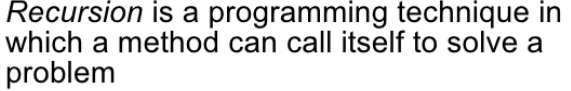 Recursion is a programming technique in
which a method can call itself to solve a
problem